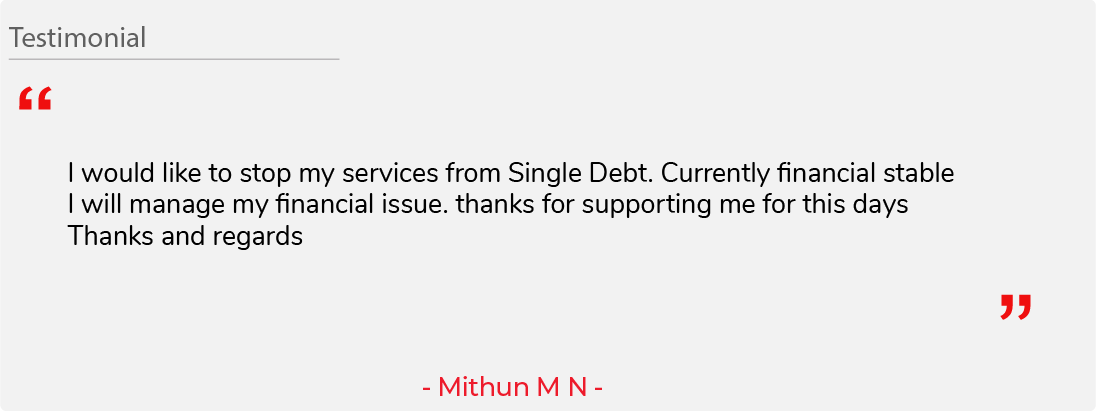 Testimonial
“
I would like to stop my services from Single Debt. Currently financial stable
I will manage my financial issue. thanks for supporting me for this days
Thanks and regards
”
- Mithun M N -